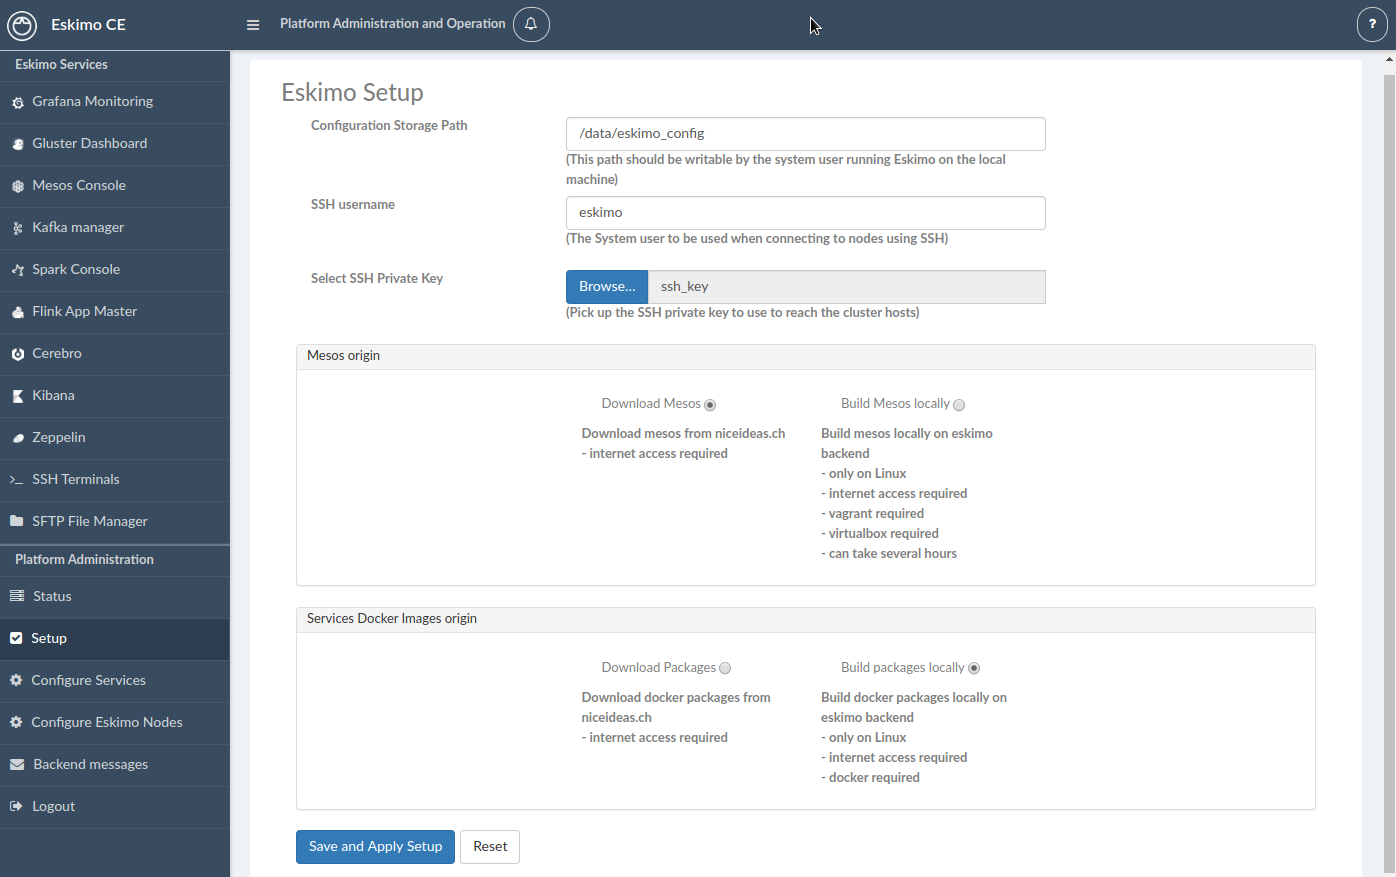 Eskimo CE
Platform Administration and Operation
?
Eskimo Services
Grafana Monitoring
Gluster Dashboard
Mesos Console
Kafka manager
Spark Console
Flink App Master
Cerebro
Kibana
Zeppelin
SSH Terminals
SFTP File Manager
Platform Administration
Status
Setup
Configure Services
Configure Eskimo Nodes
Backend messages
Logout
Eskimo Setup
Configuration Storage Path
/data/eskimo_config
(This path should be writable by the system user running Eskimo on the local
machine)
SSH username
eskimo
(The System user to be used when connecting to nodes using SSH)
Select SSH Private Key
Browse... ssh_key
(Pick up the SSH private key to use to reach the cluster hosts)
Mesos origin
Download Mesos
Download mesos from niceideas.ch
- internet access required
Build Mesos locally
Build mesos locally on eskimo
backend
- only on Linux
- internet access required
- vagrant required
- virtualbox required
- can take several hours
Services Docker Images origin
Download Packages
Download docker packages from
niceideas.ch
- internet access required
Build packages locally
Build docker packages locally on
eskimo backend
- only on Linux
- internet access required
- docker required
Save and Apply Setup
Reset